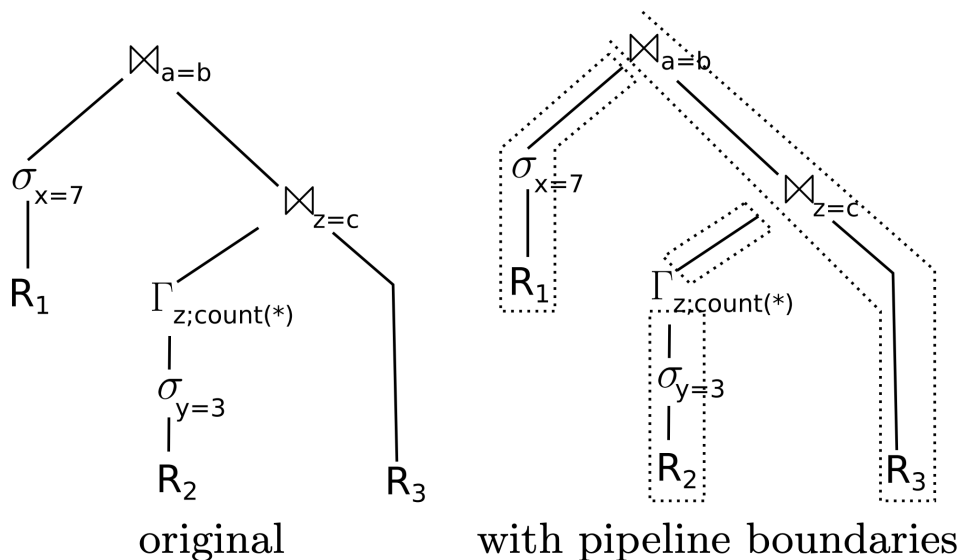 ⋈a=b
σx=7
⋈z=c
R1
Γz;count(*)
σy=3
R2
R3
original
⋈a=b
σx=7
⋈z=c
R1
Γz;count(*)
σy=3
R2
R3
with pipeline boundaries